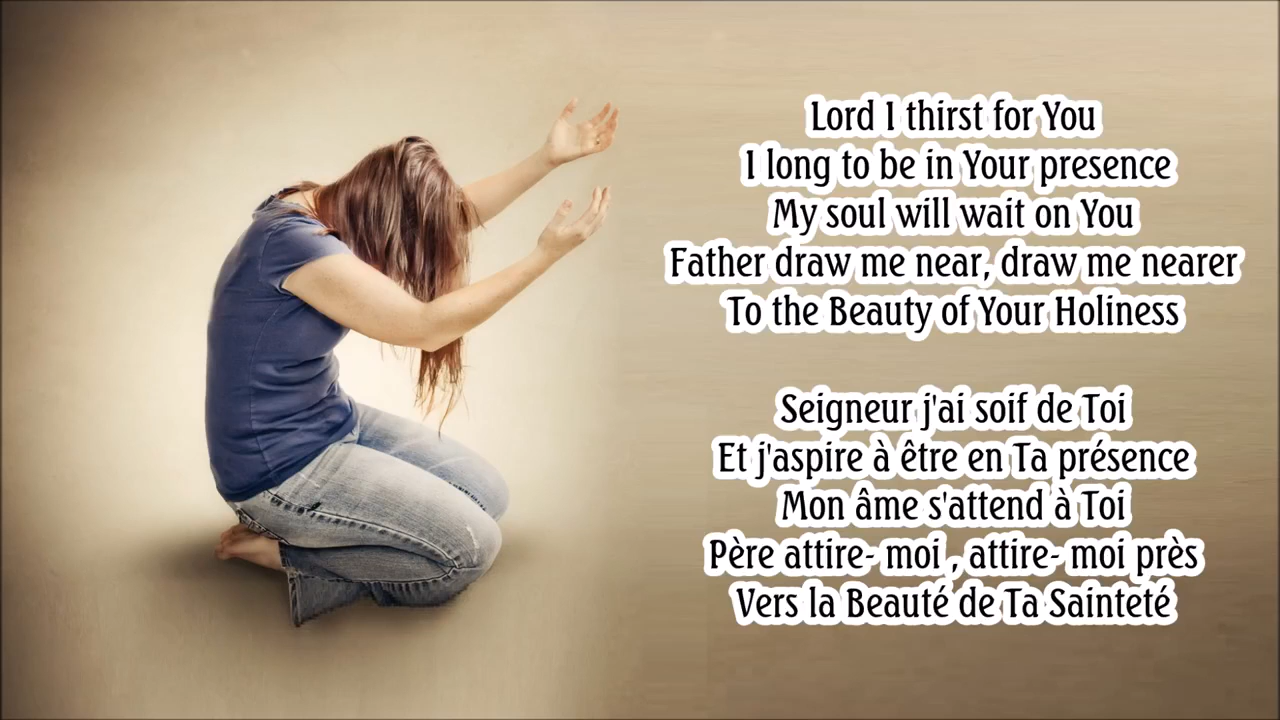 Lord I thirst for You
I long to be in Your presence
My soul will wait on You
Father draw me near, draw me nearer
To the Beauty of Your Holiness
Seigneur j'ai soif de Toi
Et j'aspire à être en Ta présence
Mon âme s'attend à Toi
Père attire- moi , attire- moi près
Vers la Beauté de Ta Sainteté